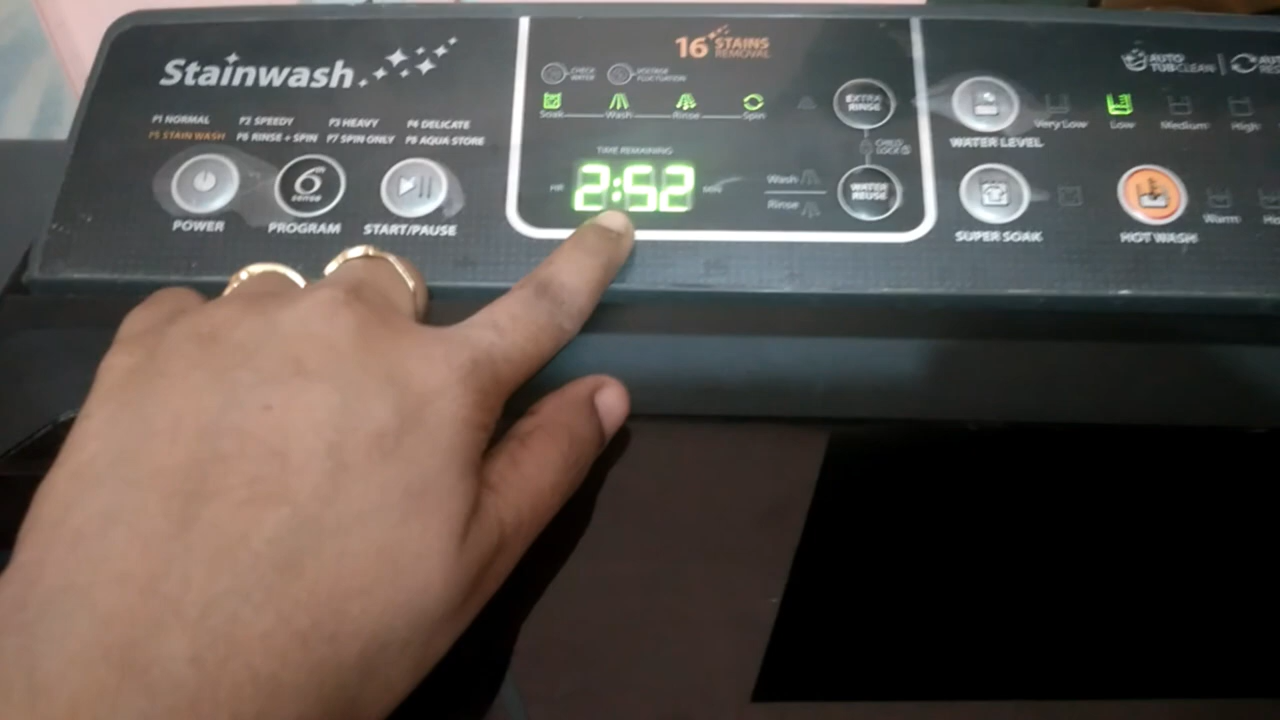 Stainwash
P1 NORMAL P2 SPEEDY P3 HEAVY P4 DELICATE
P5 STAIN WASH P6 RINSE + SPIN P7 SPIN ONLY P8 AQUA STORE
6th
SENSE
POWER
PROGRAM
START/PAUSE
16 STAINS
REMOVAL
CHECK
WATER
VOLTAGE
FLUCTUATION
Soak Wash Rinse Spin
TIME REMAINING
HR 2:52 MIN
EXTRA
RINSE
CHILD
LOCK
Wash
Rinse
WATER
REUSE
AUTO
TUB CLEAN
Very Low Low Medium High
WATER LEVEL
SUPER SOAK
HOT WASH
Warm